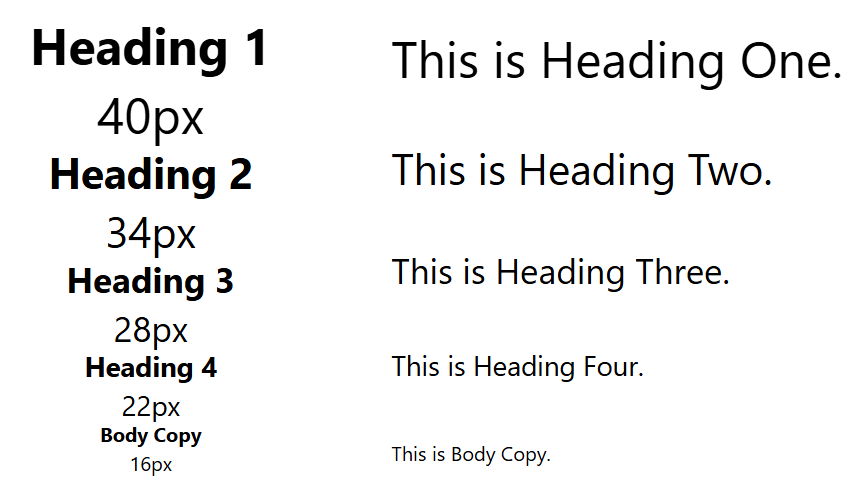 Heading 1
40px
This is Heading One.
Heading 2
34px
This is Heading Two.
Heading 3
28px
This is Heading Three.
Heading 4
22px
This is Heading Four.
Body Copy
16px
This is Body Copy.